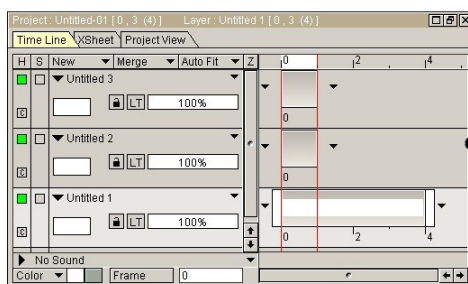 Project : Untitled-01 [ 0 , 3 (4) ] Layer : Untitled 1 [ 0 , 3 (4) ]
Time Line XSheet Project View
H S New Merge Auto Fit Z 0 2 4
Untitled 3
C LT 100% 0
Untitled 2
C LT 100% 0
Untitled 1
C LT 100% 0 2 4
No Sound
Color Frame 0